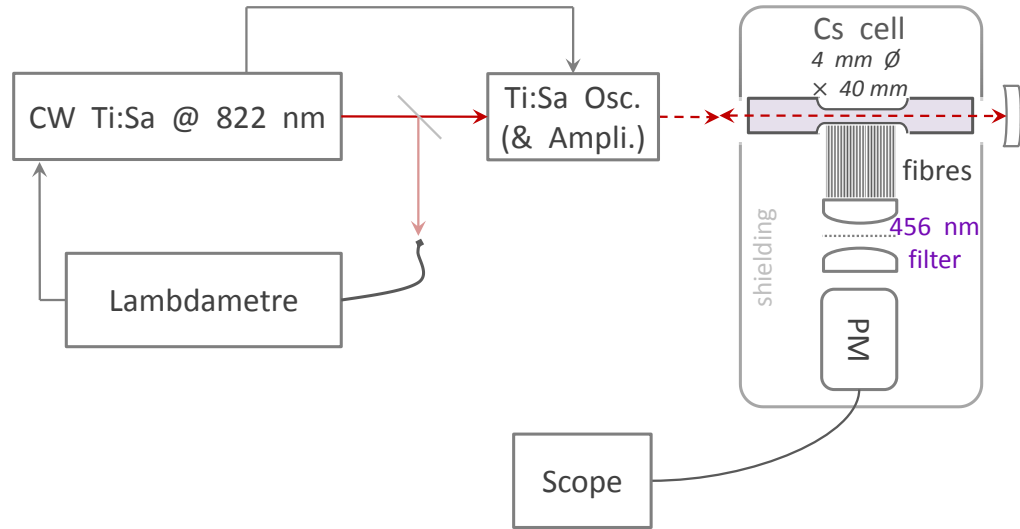 CW Ti:Sa @ 822 nm
Ti:Sa Osc.
(& Ampli.)
Cs cell
4 mm Ø
× 40 mm
fibres
456 nm
filter
shielding
PM
Lambdametre
Scope